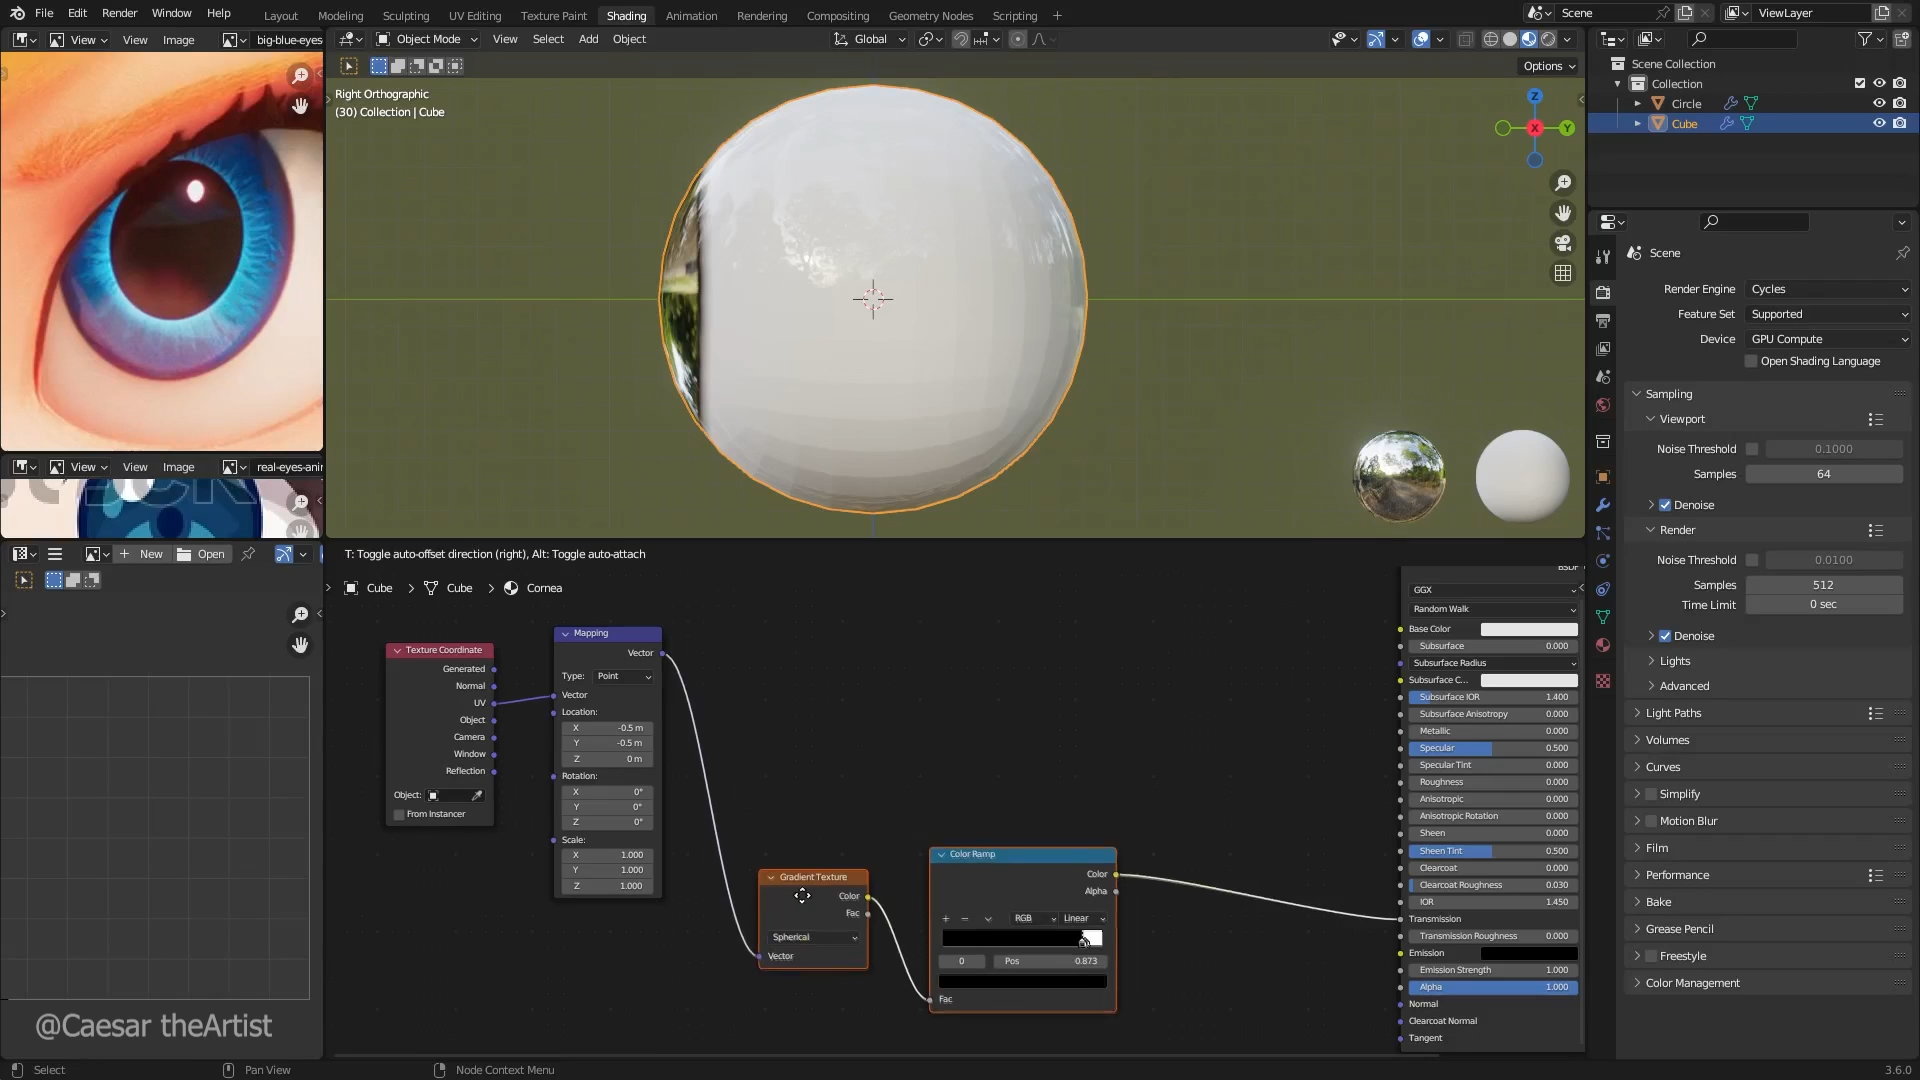 File Edit Render Window Help Layout Modeling Sculpting UV Editing Texture Paint Shading Animation Rendering Compositing Geometry Nodes Scripting + Scene ViewLayer
View View Image big-blue-eyes
Object Mode View Select Add Object Global
Options
Right Orthographic
(30) Collection | Cube
Z
X
Y
Scene Collection
Collection
Circle
Cube
Scene
Render Engine Cycles
Feature Set Supported
Device GPU Compute
Open Shading Language
Sampling
Viewport
Noise Threshold 0.1000
Samples 64
Denoise
Render
Noise Threshold 0.0100
Samples 512
Time Limit 0 sec
Denoise
Lights
Advanced
Light Paths
Volumes
Curves
Simplify
Motion Blur
Film
Performance
Bake
Grease Pencil
Freestyle
Color Management
View View Image real-eyes-anir
New Open
T: Toggle auto-offset direction (right), Alt: Toggle auto-attach
Cube > Cube > Cornea
Texture Coordinate
Generated
Normal
UV
Object
Camera
Window
Reflection
Object:
From Instancer
Mapping
Vector
Type: Point
Vector
Location:
X -0.5 m
Y -0.5 m
Z 0 m
Rotation:
X 0°
Y 0°
Z 0°
Scale:
X 1.000
Y 1.000
Z 1.000
Gradient Texture
Color
Fac
Spherical
Vector
Color Ramp
Color
Alpha
+ − RGB Linear
0 Pos 0.873
Fac
BSDF
GGX
Random Walk
Base Color
Subsurface 0.000
Subsurface Radius
Subsurface C...
Subsurface IOR 1.400
Subsurface Anisotropy 0.000
Metallic 0.000
Specular 0.500
Specular Tint 0.000
Roughness 0.000
Anisotropic 0.000
Anisotropic Rotation 0.000
Sheen 0.000
Sheen Tint 0.500
Clearcoat 0.000
Clearcoat Roughness 0.030
IOR 1.450
Transmission
Transmission Roughness 0.000
Emission
Emission Strength 1.000
Alpha 1.000
Normal
Clearcoat Normal
Tangent
@Caesar theArtist
Select Pan View Node Context Menu 3.6.0